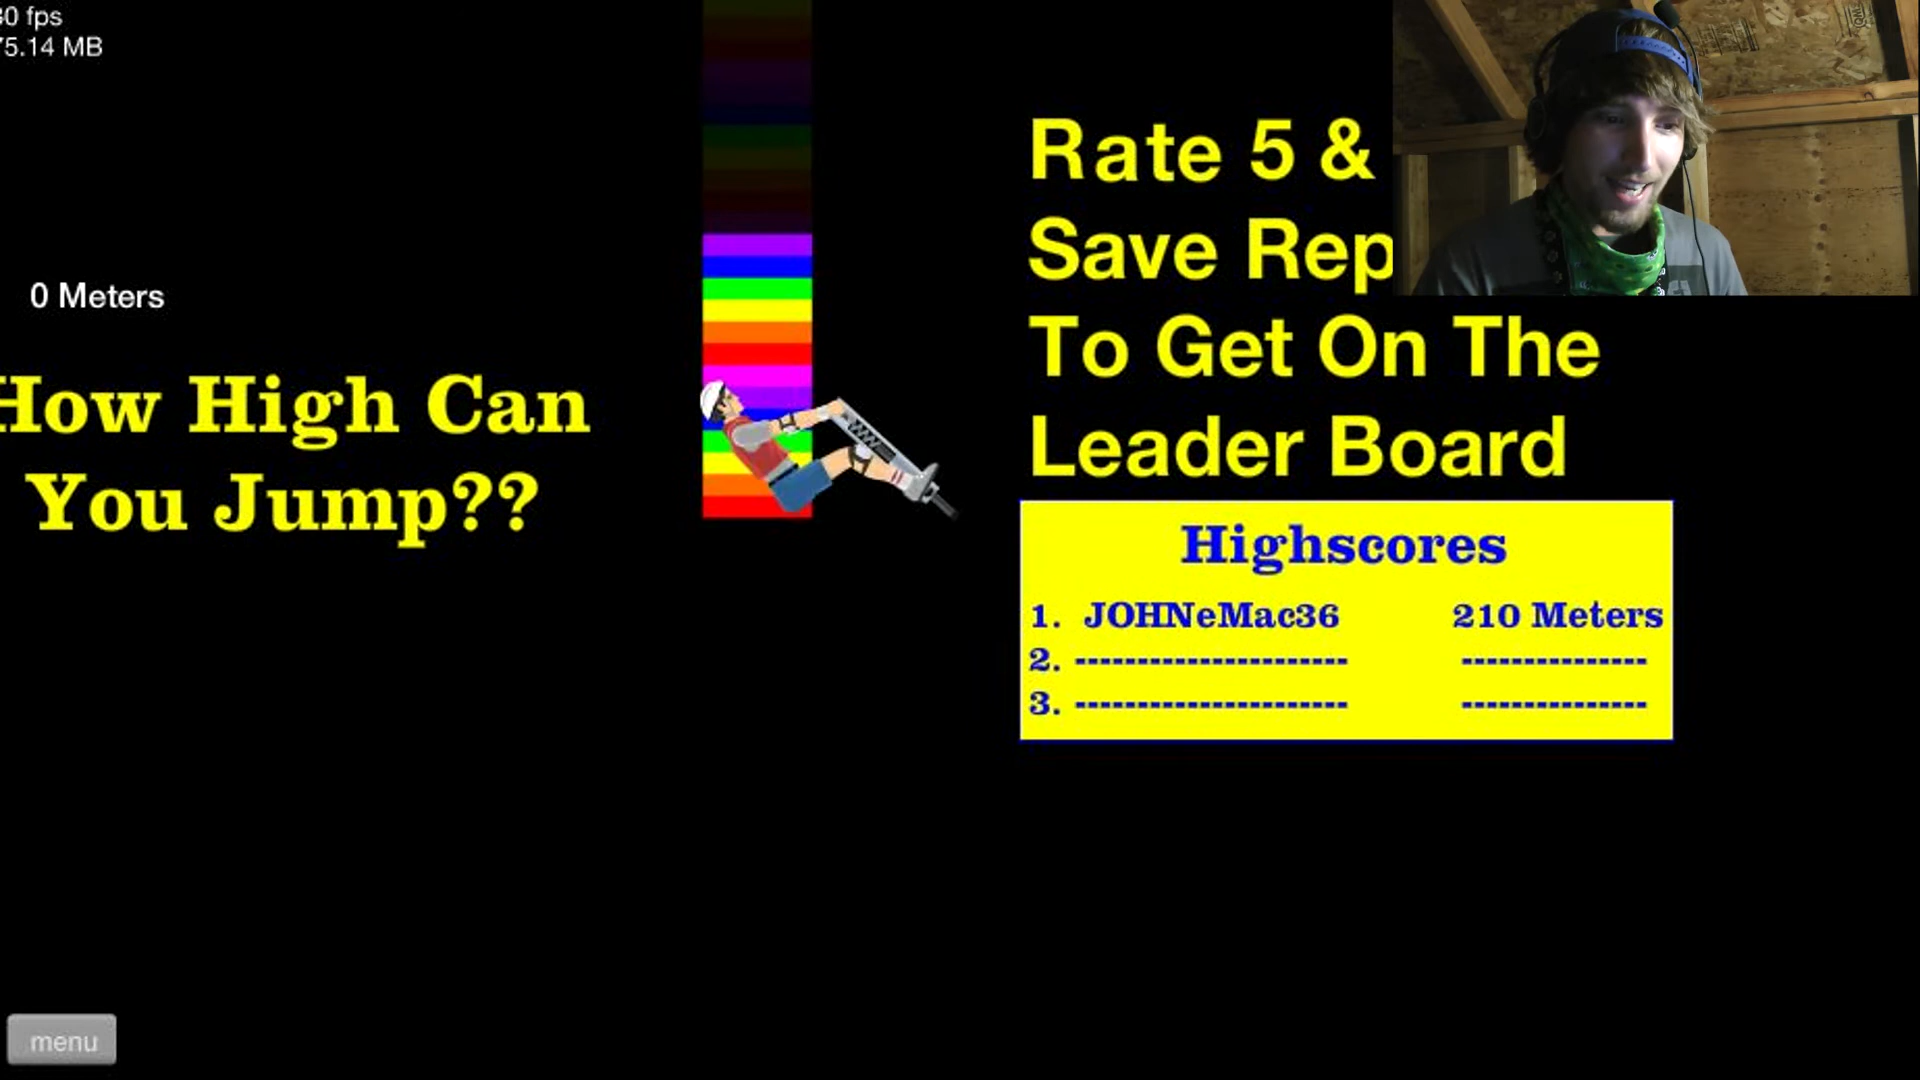 30 fps
75.14 MB
0 Meters
How High Can
You Jump??
Rate 5 &
Save Rep
To Get On The
Leader Board
Highscores
1. JOHNeMac36 210 Meters
2. ---------------------- ---------------
3. ---------------------- ---------------
menu